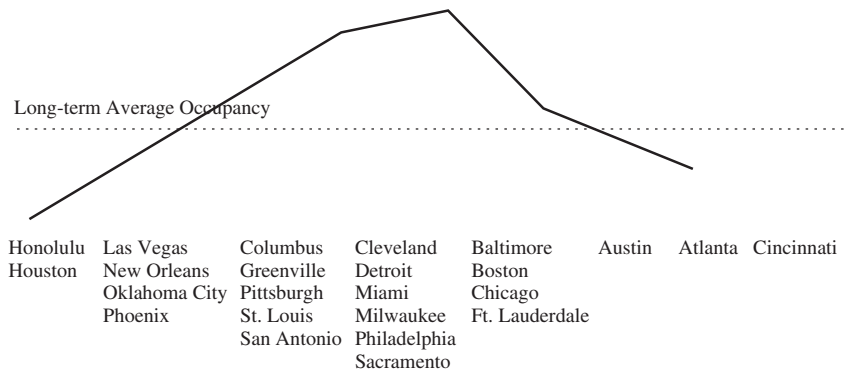 Long-term Average Occupancy
Honolulu Las Vegas Columbus Cleveland Baltimore Austin Atlanta Cincinnati
Houston New Orleans Greenville Detroit Boston
Oklahoma City Pittsburgh Miami Chicago
Phoenix St. Louis Milwaukee Ft. Lauderdale
San Antonio Philadelphia
Sacramento